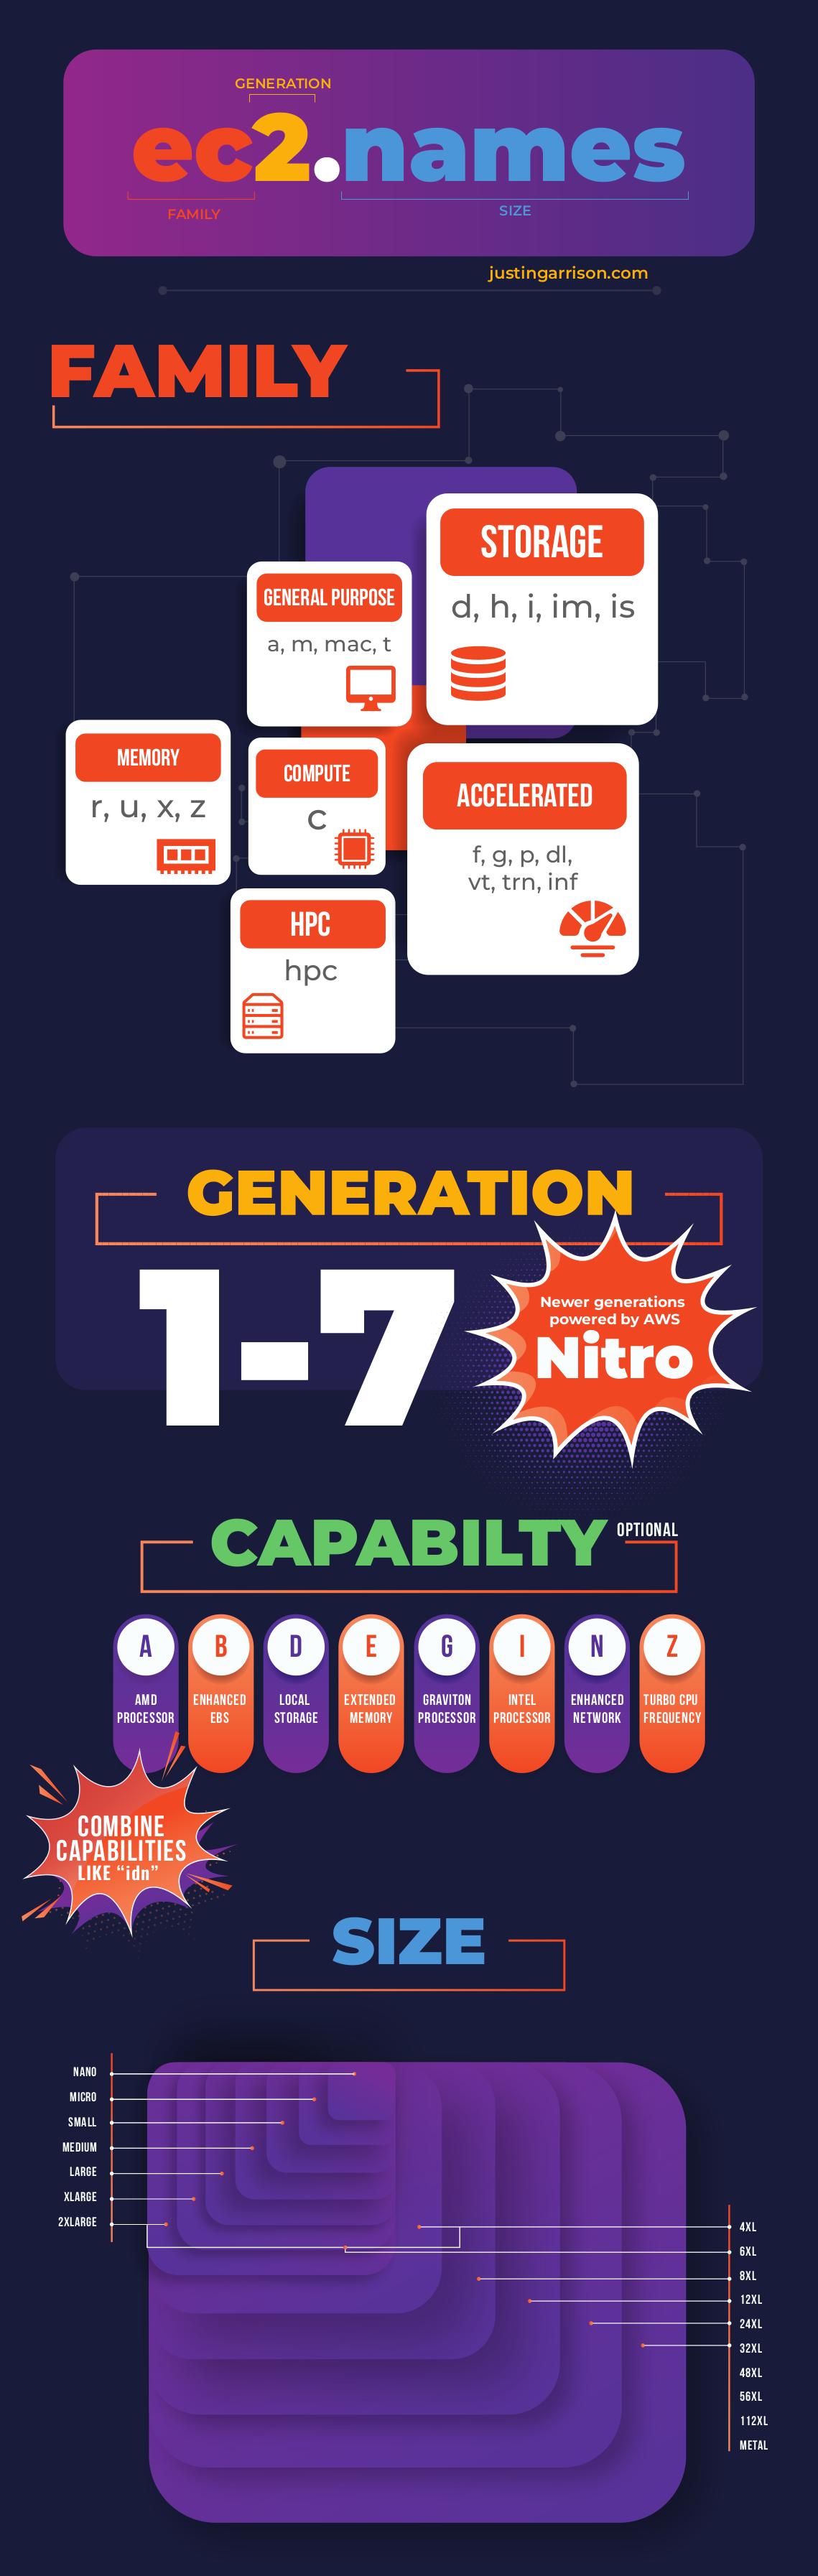 GENERATION
ec2.names
FAMILY
SIZE
justingarrison.com
FAMILY
STORAGE
d, h, i, im, is
GENERAL PURPOSE
a, m, mac, t
MEMORY
r, u, x, z
COMPUTE
c
ACCELERATED
f, g, p, dl,
vt, trn, inf
HPC
hpc
GENERATION
1-7
Newer generations
powered by AWS
Nitro
CAPABILTY
OPTIONAL
A
AMD
PROCESSOR
B
ENHANCED
EBS
D
LOCAL
STORAGE
E
EXTENDED
MEMORY
G
GRAVITON
PROCESSOR
I
INTEL
PROCESSOR
N
ENHANCED
NETWORK
Z
TURBO CPU
FREQUENCY
COMBINE
CAPABILITIES
LIKE “idn”
SIZE
NANO
MICRO
SMALL
MEDIUM
LARGE
XLARGE
2XLARGE
4XL
6XL
8XL
12XL
24XL
32XL
48XL
56XL
112XL
METAL